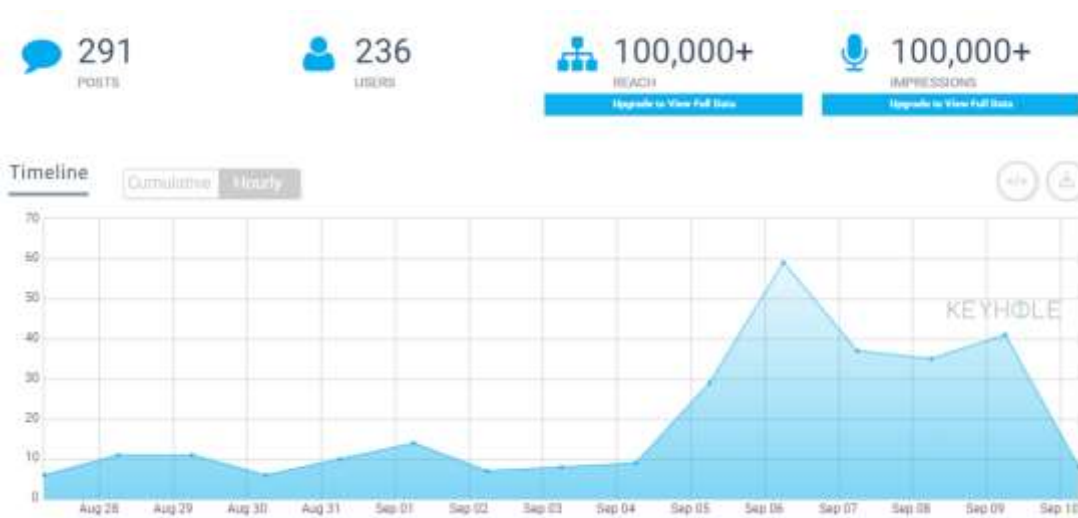 291
POSTS
236
USERS
100,000+
REACH
Upgrade to View Full Data
100,000+
IMPRESSIONS
Upgrade to View Full Data
Timeline
Cumulative
Hourly
</>
70
60
50
40
30
20
10
0
KEYHOLE
Aug 28
Aug 29
Aug 30
Aug 31
Sep 01
Sep 02
Sep 03
Sep 04
Sep 05
Sep 06
Sep 07
Sep 08
Sep 09
Sep 10